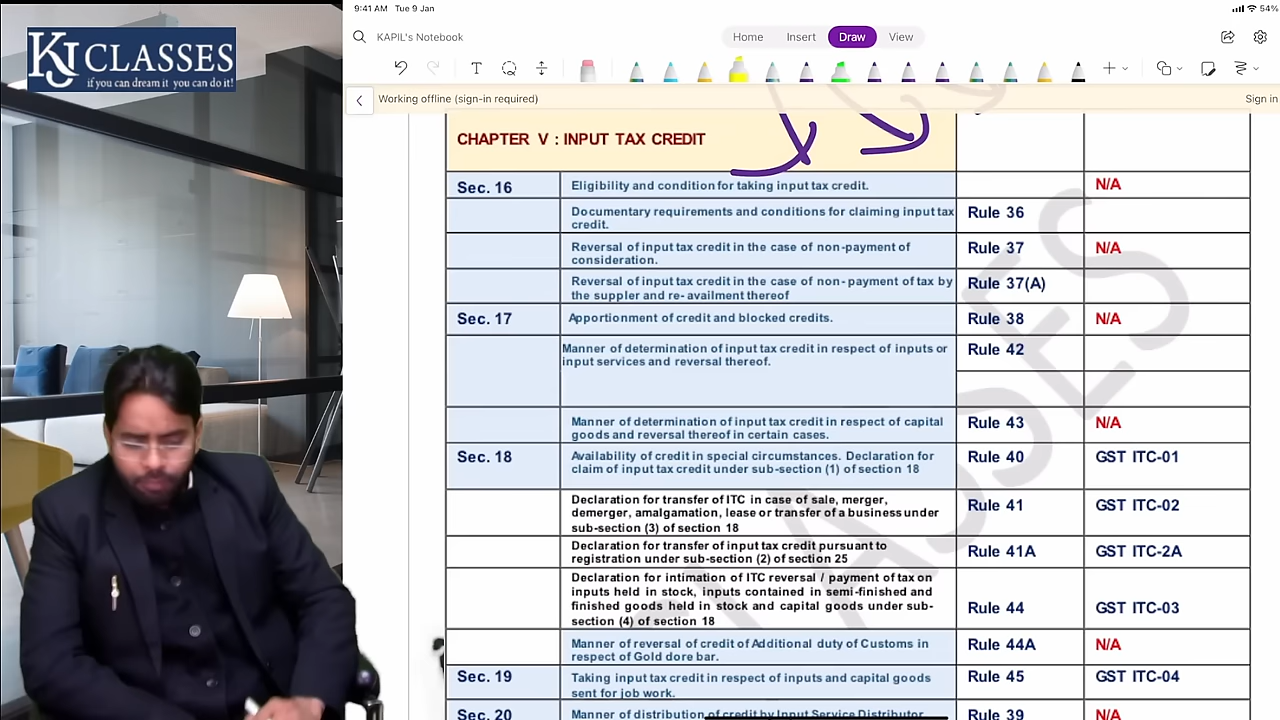 KJ CLASSES
if you can dream it you can do it!
9:41 AM Tue 9 Jan
54%
KAPIL's Notebook
Home Insert Draw View
Working offline (sign-in required)
Sign in
CHAPTER V : INPUT TAX CREDIT
Sec. 16 Eligibility and condition for taking input tax credit. N/A
Documentary requirements and conditions for claiming input tax Rule 36
credit.
Reversal of input tax credit in the case of non-payment of Rule 37 N/A
consideration.
Reversal of input tax credit in the case of non- payment of tax by Rule 37(A)
the suppler and re- availment thereof
Sec. 17 Apportionment of credit and blocked credits. Rule 38 N/A
Manner of determination of input tax credit in respect of inputs or Rule 42
input services and reversal thereof.
Manner of determination of input tax credit in respect of capital Rule 43 N/A
goods and reversal thereof in certain cases.
Sec. 18 Availability of credit in special circumstances. Declaration for Rule 40 GST ITC-01
claim of input tax credit under sub-section (1) of section 18
Declaration for transfer of ITC in case of sale, merger,
demerger, amalgamation, lease or transfer of a business under Rule 41 GST ITC-02
sub-section (3) of section 18
Declaration for transfer of input tax credit pursuant to Rule 41A GST ITC-2A
registration under sub-section (2) of section 25
Declaration for intimation of ITC reversal / payment of tax on
inputs held in stock, inputs contained in semi-finished and
finished goods held in stock and capital goods under sub- Rule 44 GST ITC-03
section (4) of section 18
Manner of reversal of credit of Additional duty of Customs in Rule 44A N/A
respect of Gold dore bar.
Sec. 19 Taking input tax credit in respect of inputs and capital goods Rule 45 GST ITC-04
sent for job work.
Sec. 20 Manner of distribution of credit by Input Service Distributor Rule 39 N/A